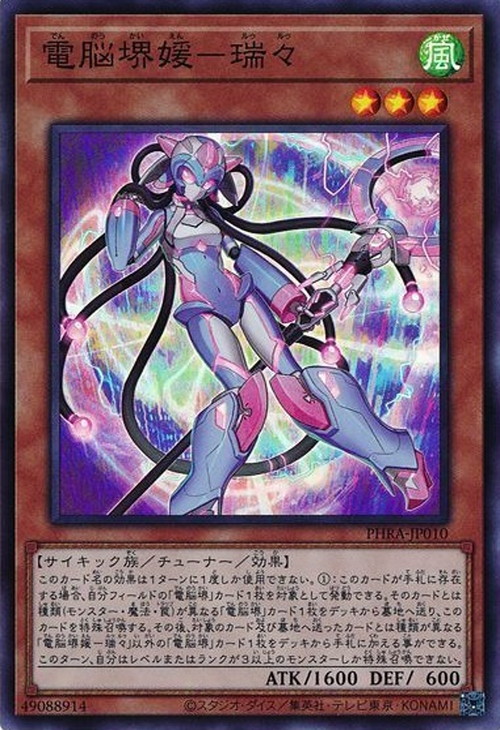 電脳堺媛－瑞々
風
PHRA-JP010
【サイキック族／チューナー／効果】
このカード名の効果は１ターンに１度しか使用できない。①：このカードが手札に存在
する場合、自分フィールドの「電脳堺」カード１枚を対象として発動できる。そのカードとは
種類（モンスター・魔法・罠）が異なる「電脳堺」カード１枚をデッキから墓地へ送り、この
カードを特殊召喚する。その後、対象のカード及び墓地へ送ったカードとは種類が異なる
「電脳堺媛－瑞々」以外の「電脳堺」カード１枚をデッキから手札に加える事ができる。
このターン、自分はレベルまたはランクが３以上のモンスターしか特殊召喚できない。
ATK/1600 DEF/ 600
49088914
©スタジオ・ダイス／集英社・テレビ東京・KONAMI